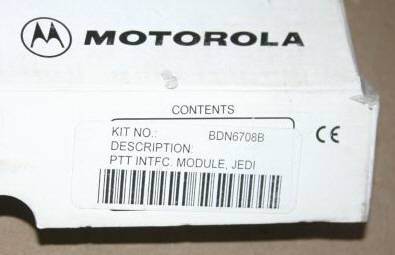 MOTOROLA
CONTENTS
KIT NO.: BDN6708B
DESCRIPTION:
PTT INTFC. MODULE, JEDI
CE